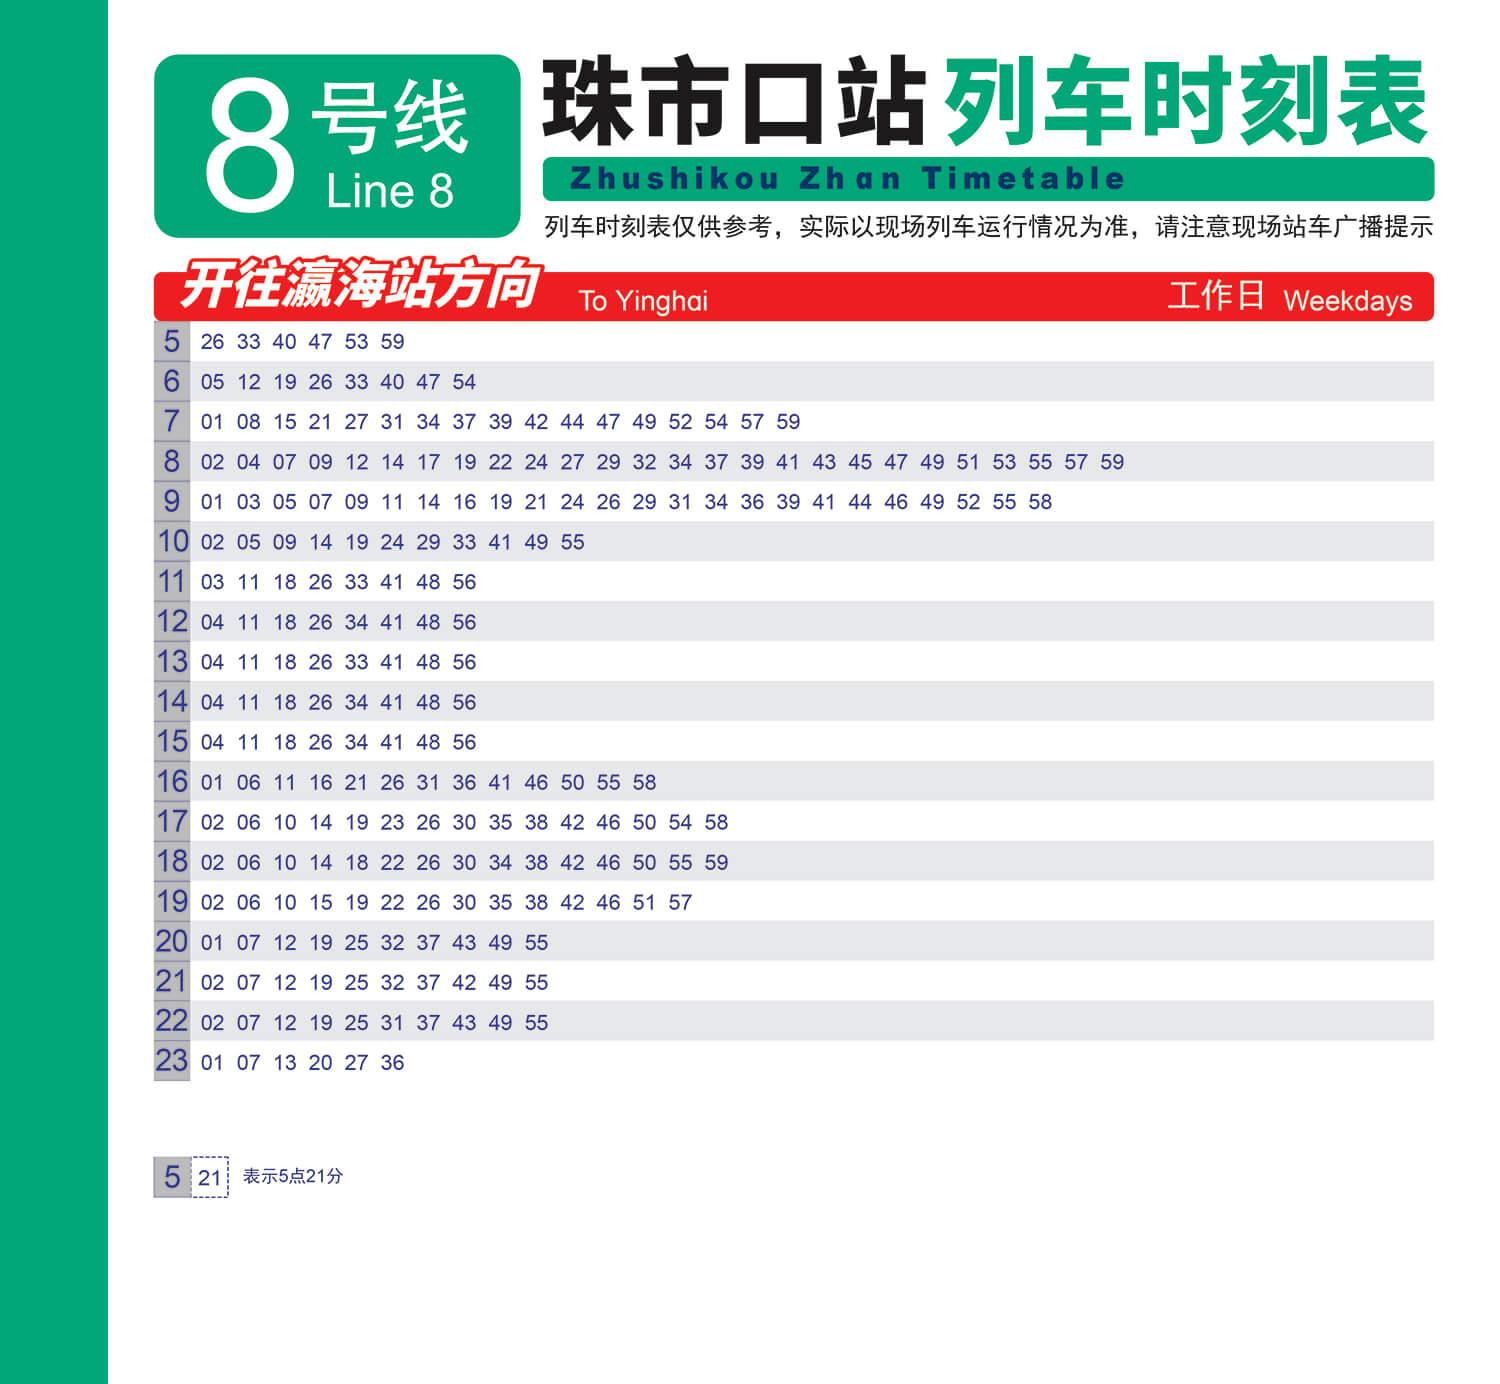 8号线
Line 8
珠市口站列车时刻表
Zhushikou Zhan Timetable
列车时刻表仅供参考，实际以现场列车运行情况为准，请注意现场站车广播提示
开往瀛海站方向 To Yinghai 工作日 Weekdays
5 26 33 40 47 53 59
6 05 12 19 26 33 40 47 54
7 01 08 15 21 27 31 34 37 39 42 44 47 49 52 54 57 59
8 02 04 07 09 12 14 17 19 22 24 27 29 32 34 37 39 41 43 45 47 49 51 53 55 57 59
9 01 03 05 07 09 11 14 16 19 21 24 26 29 31 34 36 39 41 44 46 49 52 55 58
10 02 05 09 14 19 24 29 33 41 49 55
11 03 11 18 26 33 41 48 56
12 04 11 18 26 34 41 48 56
13 04 11 18 26 33 41 48 56
14 04 11 18 26 34 41 48 56
15 04 11 18 26 34 41 48 56
16 01 06 11 16 21 26 31 36 41 46 50 55 58
17 02 06 10 14 19 23 26 30 35 38 42 46 50 54 58
18 02 06 10 14 18 22 26 30 34 38 42 46 50 55 59
19 02 06 10 15 19 22 26 30 35 38 42 46 51 57
20 01 07 12 19 25 32 37 43 49 55
21 02 07 12 19 25 32 37 42 49 55
22 02 07 12 19 25 31 37 43 49 55
23 01 07 13 20 27 36
5 21 表示5点21分